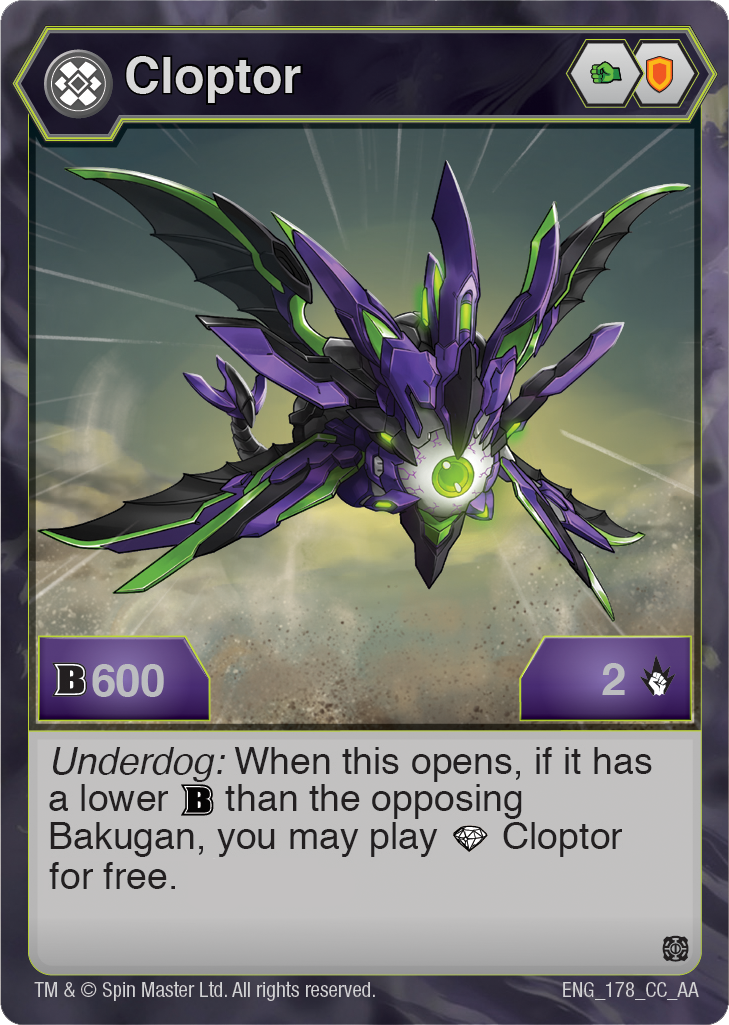 Cloptor
B600
2
Underdog: When this opens, if it has
a lower B than the opposing
Bakugan, you may play Cloptor
for free.
TM & © Spin Master Ltd. All rights reserved.
ENG_178_CC_AA